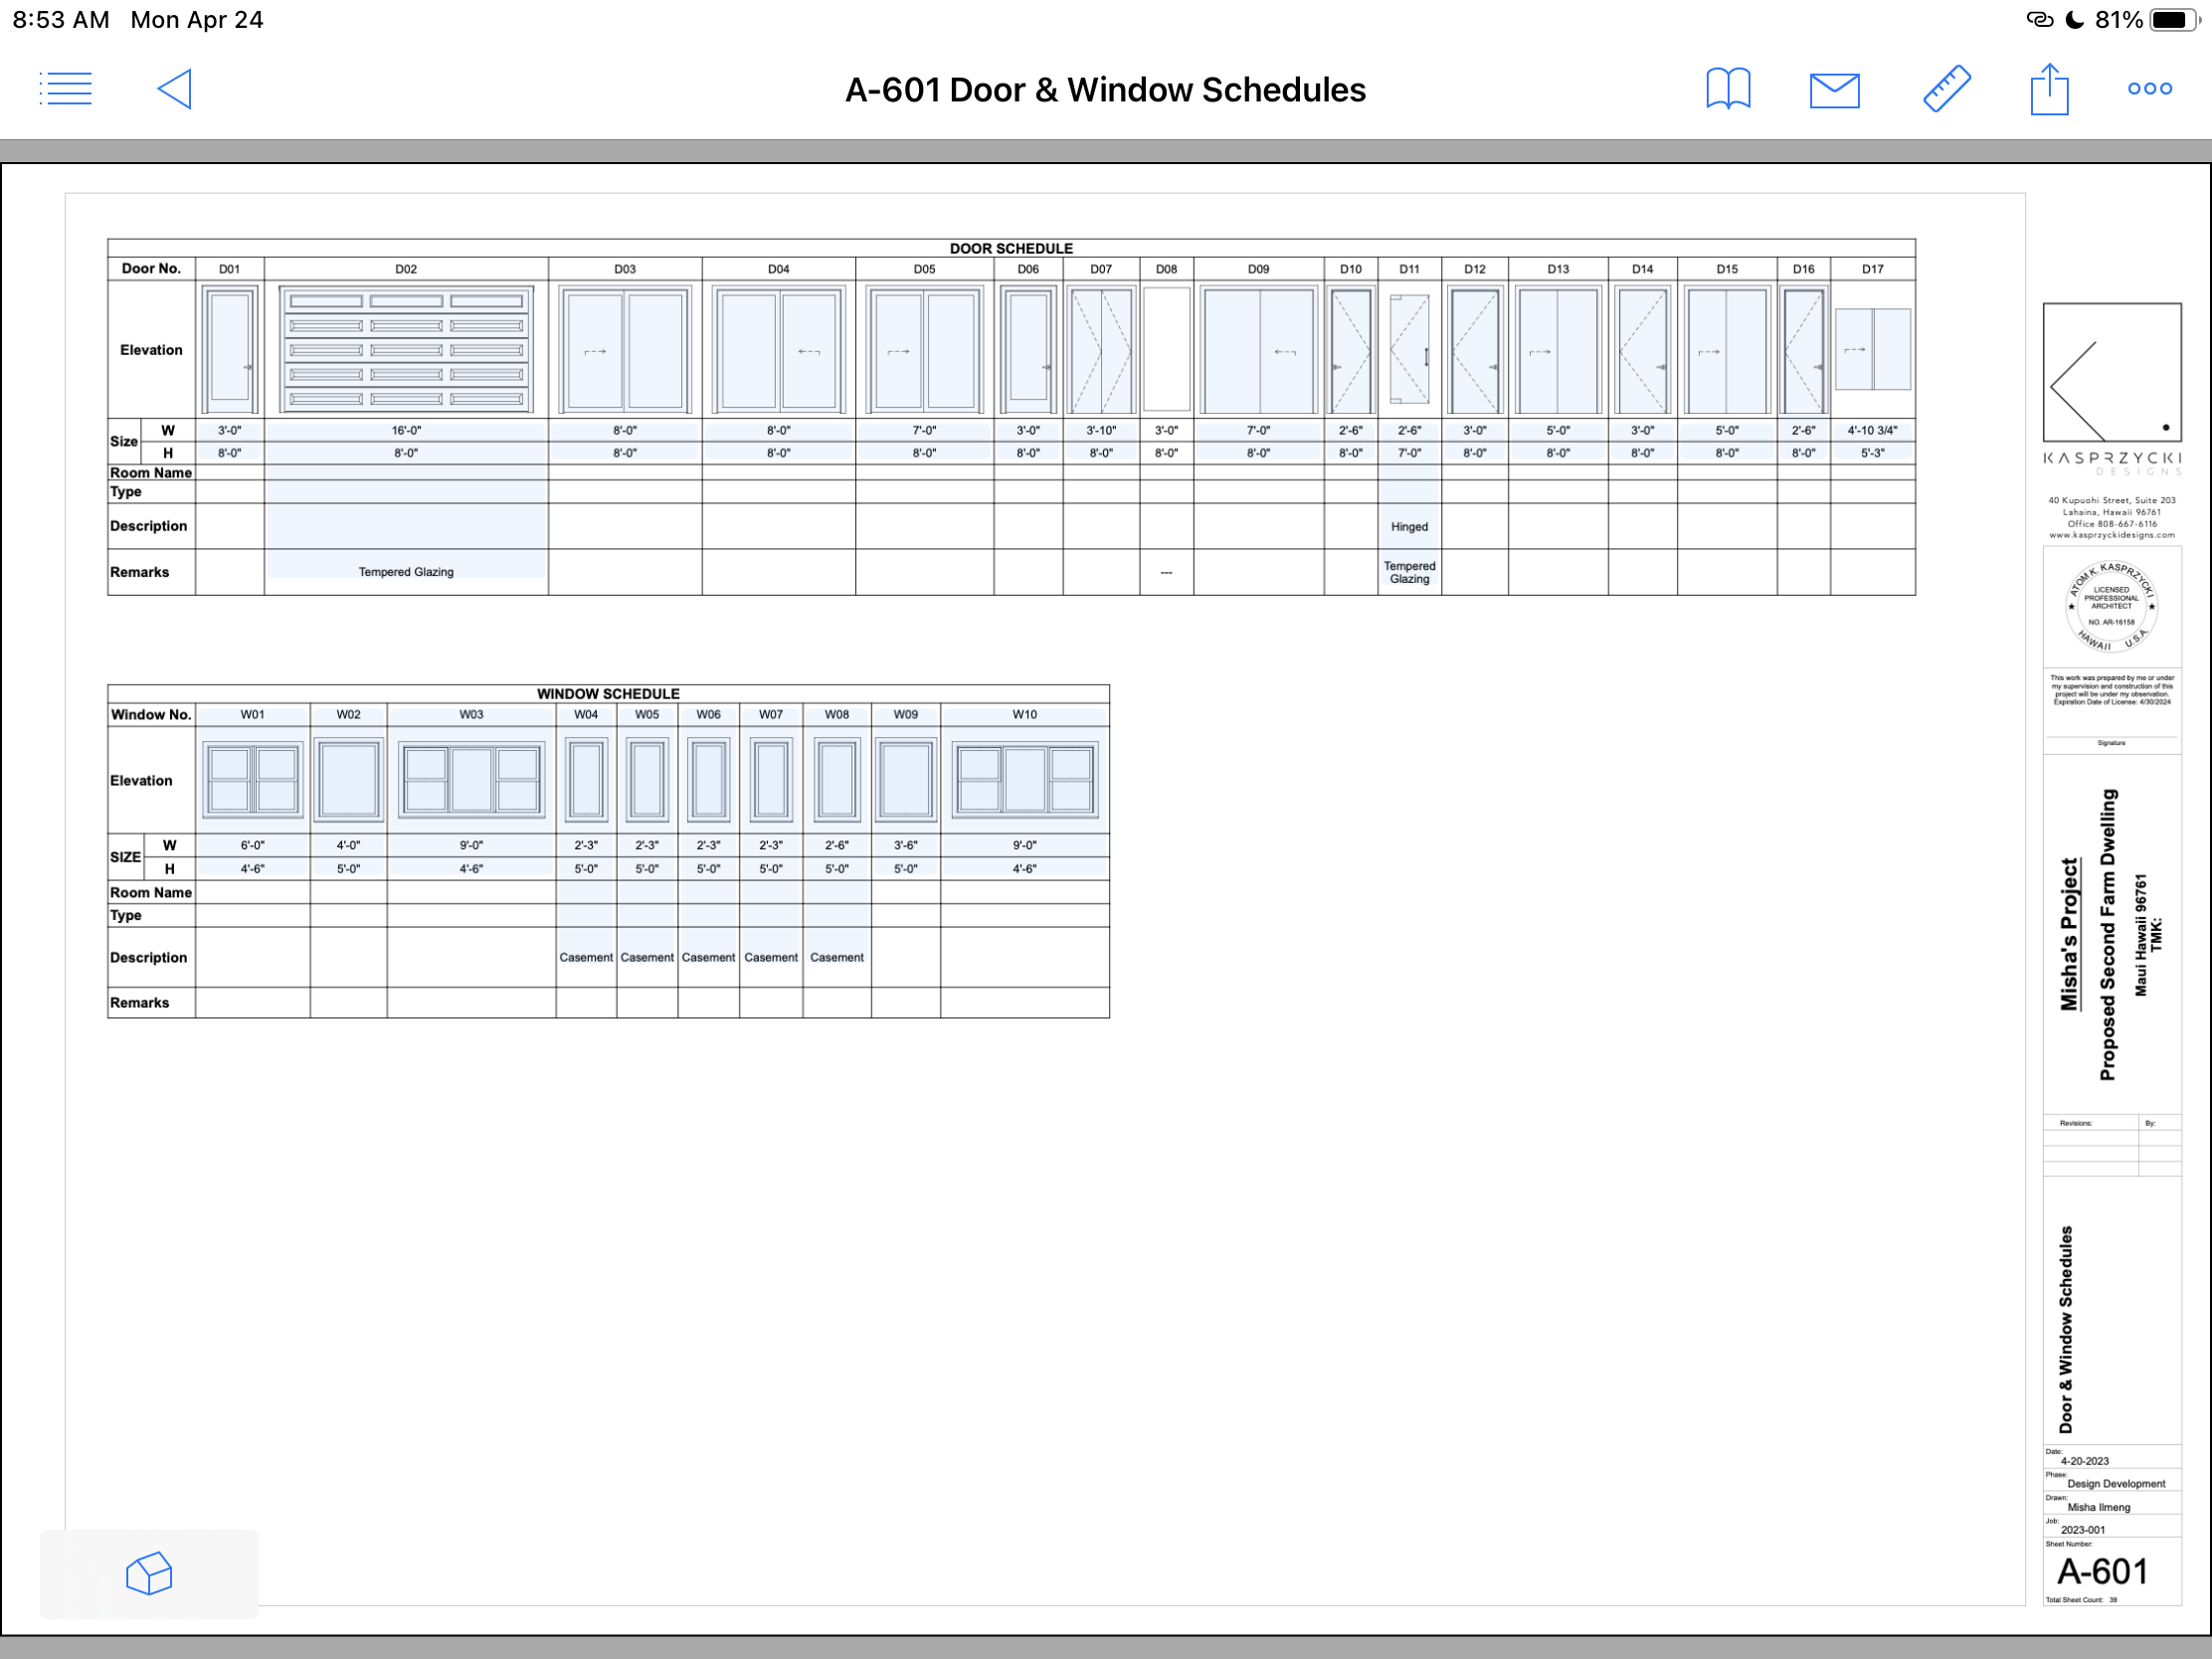 8:53 AM Mon Apr 24 81%
A-601 Door & Window Schedules
DOOR SCHEDULE
Door No. D01 D02 D03 D04 D05 D06 D07 D08 D09 D10 D11 D12 D13 D14 D15 D16 D17
Elevation
Size
W 3'-0" 16'-0" 8'-0" 8'-0" 7'-0" 3'-0" 3'-10" 3'-0" 7'-0" 2'-6" 2'-6" 3'-0" 5'-0" 3'-0" 5'-0" 2'-6" 4'-10 3/4"
H 8'-0" 8'-0" 8'-0" 8'-0" 8'-0" 8'-0" 8'-0" 8'-0" 8'-0" 8'-0" 7'-0" 8'-0" 8'-0" 8'-0" 8'-0" 8'-0" 5'-3"
Room Name
Type
Description Hinged
Remarks Tempered Glazing --- Tempered
Glazing
WINDOW SCHEDULE
Window No. W01 W02 W03 W04 W05 W06 W07 W08 W09 W10
Elevation
SIZE
W 6'-0" 4'-0" 9'-0" 2'-3" 2'-3" 2'-3" 2'-3" 2'-6" 3'-6" 9'-0"
H 4'-6" 5'-0" 4'-6" 5'-0" 5'-0" 5'-0" 5'-0" 5'-0" 5'-0" 4'-6"
Room Name
Type
Description Casement Casement Casement Casement Casement
Remarks
KASPRZYCKI
DESIGNS
40 Kupuohi Street, Suite 203
Lahaina, Hawaii 96761
Office 808-667-6116
www.kasprzyckidesigns.com
ATOM K. KASPRZYCKI
LICENSED
PROFESSIONAL
ARCHITECT
NO. AR-16158
HAWAII U.S.A.
This work was prepared by me or under
my supervision and construction of this
project will be under my observation.
Expiration Date of License: 4/30/2024
Signature
Misha's Project
Proposed Second Farm Dwelling
Maui Hawaii 96761
TMK:
Revisions: By:
Door & Window Schedules
Date:
4-20-2023
Phase:
Design Development
Drawn:
Misha Ilmeng
Job:
2023-001
Sheet Number:
A-601
Total Sheet Count: 39